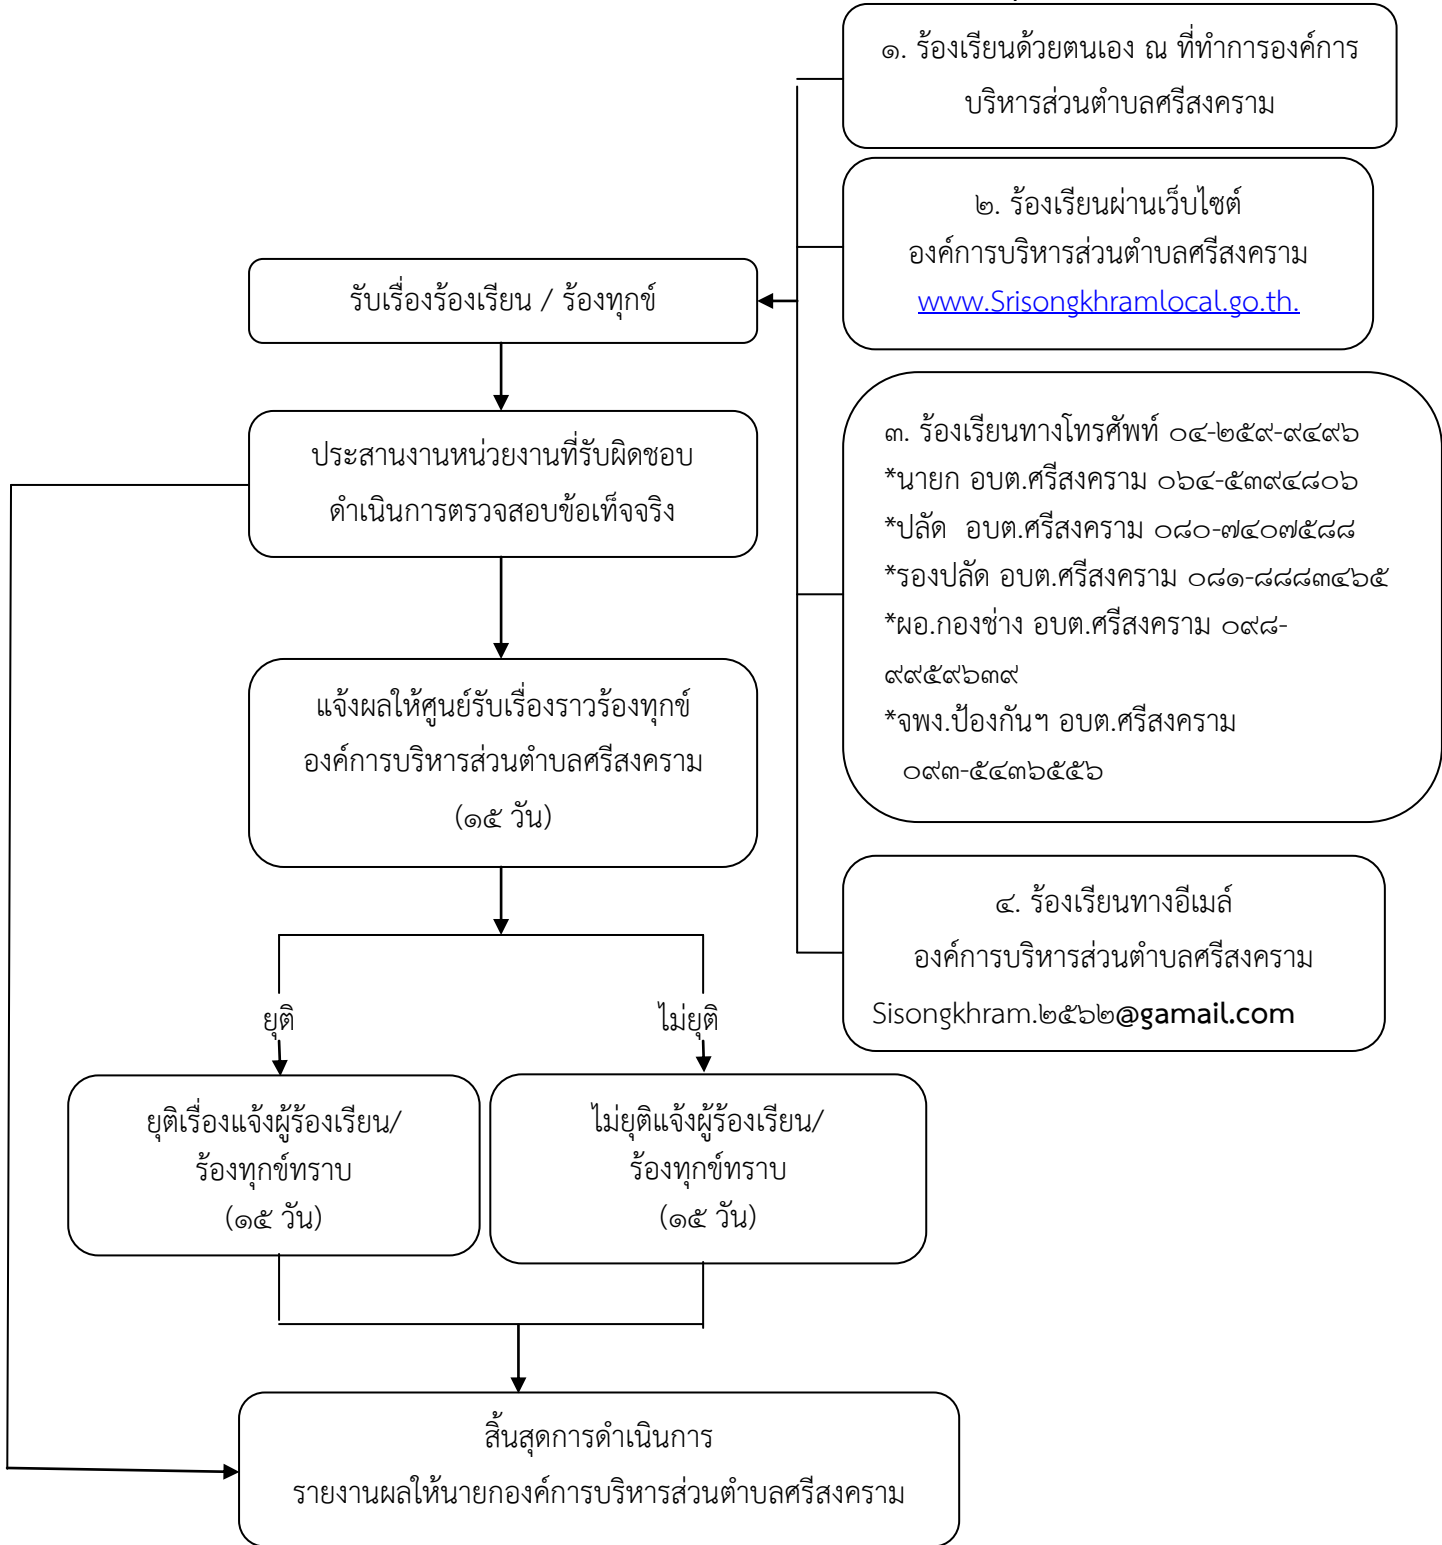 ๑. ร้องเรียนด้วยตนเอง ณ ที่ทำการองค์การ
บริหารส่วนตำบลศรีสงคราม
๒. ร้องเรียนผ่านเว็บไซต์
องค์การบริหารส่วนตำบลศรีสงคราม
www.Srisongkhramlocal.go.th.
รับเรื่องร้องเรียน / ร้องทุกข์
๓. ร้องเรียนทางโทรศัพท์ ๐๔-๒๕๙-๙๔๙๖
*นายก อบต.ศรีสงคราม ๐๖๔-๕๓๙๔๘๐๖
*ปลัด อบต.ศรีสงคราม ๐๘๐-๗๔๐๗๕๘๘
*รองปลัด อบต.ศรีสงคราม ๐๘๑-๘๘๘๓๔๖๕
*ผอ.กองช่าง อบต.ศรีสงคราม ๐๙๘-
๙๙๕๙๖๓๙
*จพง.ป้องกันฯ อบต.ศรีสงคราม
๐๙๓-๕๔๓๖๕๕๖
ประสานงานหน่วยงานที่รับผิดชอบ
ดำเนินการตรวจสอบข้อเท็จจริง
แจ้งผลให้ศูนย์รับเรื่องราวร้องทุกข์
องค์การบริหารส่วนตำบลศรีสงคราม
(๑๕ วัน)
๔. ร้องเรียนทางอีเมล์
องค์การบริหารส่วนตำบลศรีสงคราม
Sisongkhram.๒๕๖๒@gamail.com
ยุติ
ไม่ยุติ
ยุติเรื่องแจ้งผู้ร้องเรียน/
ร้องทุกข์ทราบ
(๑๕ วัน)
ไม่ยุติแจ้งผู้ร้องเรียน/
ร้องทุกข์ทราบ
(๑๕ วัน)
สิ้นสุดการดำเนินการ
รายงานผลให้นายกองค์การบริหารส่วนตำบลศรีสงคราม